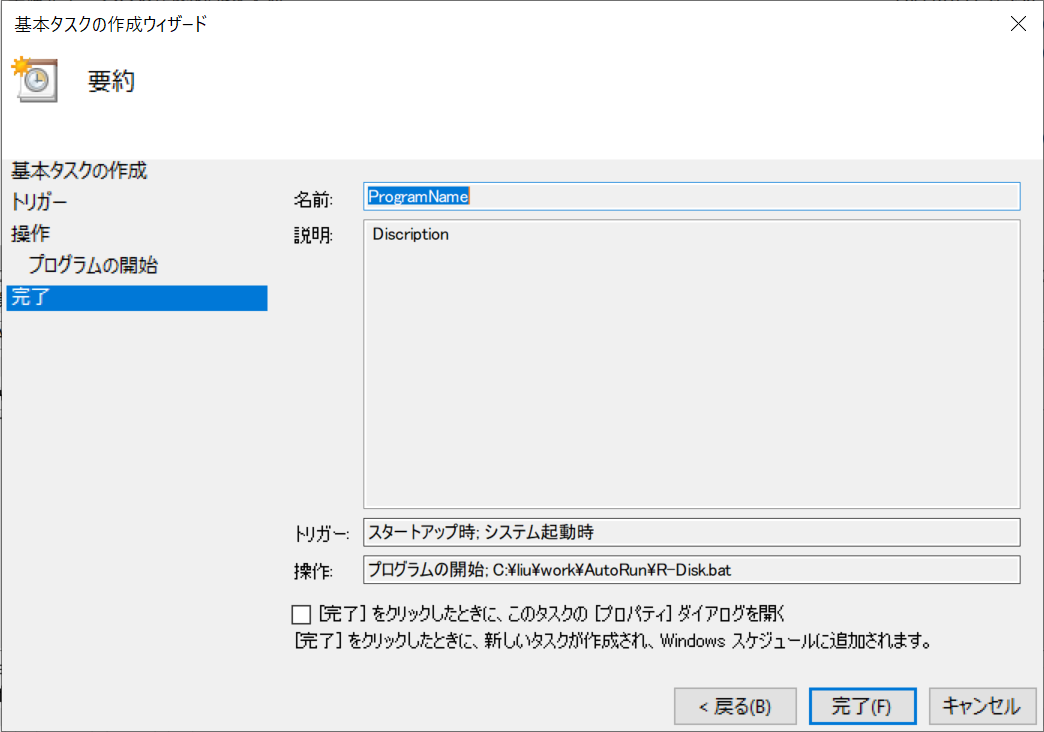 基本タスクの作成ウィザード
要約
基本タスクの作成
トリガー
操作
プログラムの開始
完了
名前: ProgramName
説明: Discription
トリガー: スタートアップ時; システム起動時
操作: プログラムの開始; C:¥liu¥work¥AutoRun¥R-Disk.bat
[完了] をクリックしたときに、このタスクの [プロパティ] ダイアログを開く
[完了] をクリックしたときに、新しいタスクが作成され、Windows スケジュールに追加されます。
< 戻る(B) 完了(F) キャンセル